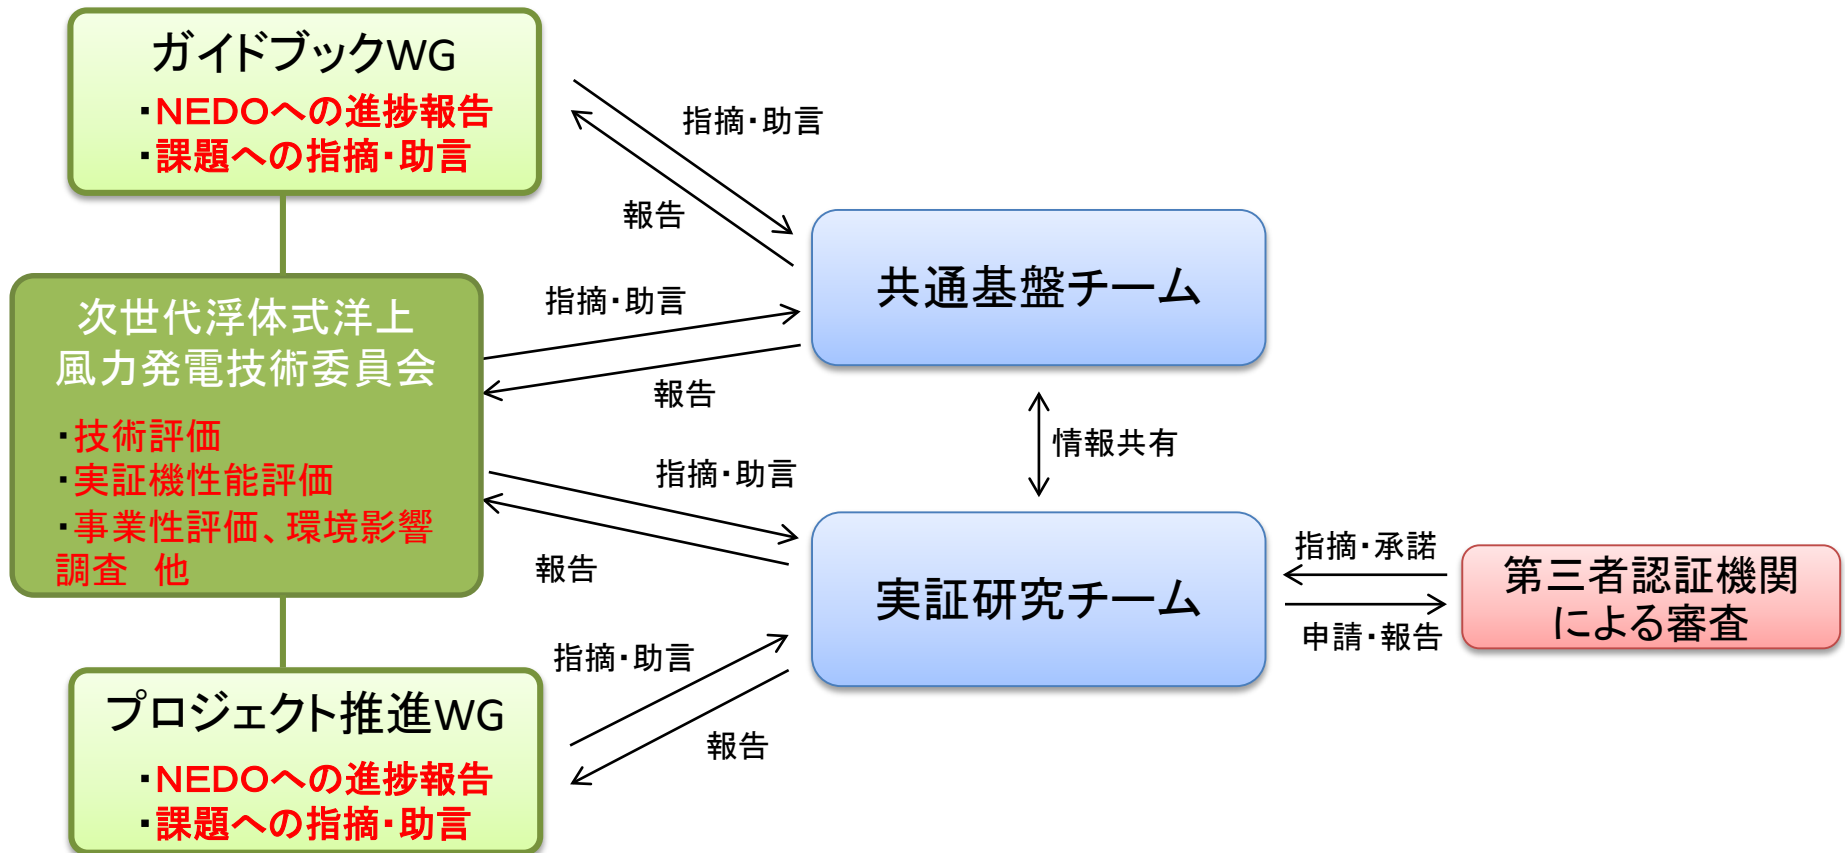 ガイドブックWG
・ＮＥＤＯへの進捗報告
・課題への指摘・助言
指摘・助言
報告
共通基盤チーム
次世代浮体式洋上
風力発電技術委員会
・技術評価
・実証機性能評価
・事業性評価、環境影響
調査　他
指摘・助言
報告
情報共有
指摘・助言
報告
実証研究チーム
指摘・承諾
申請・報告
第三者認証機関
による審査
プロジェクト推進WG
・ＮＥＤＯへの進捗報告
・課題への指摘・助言
指摘・助言
報告